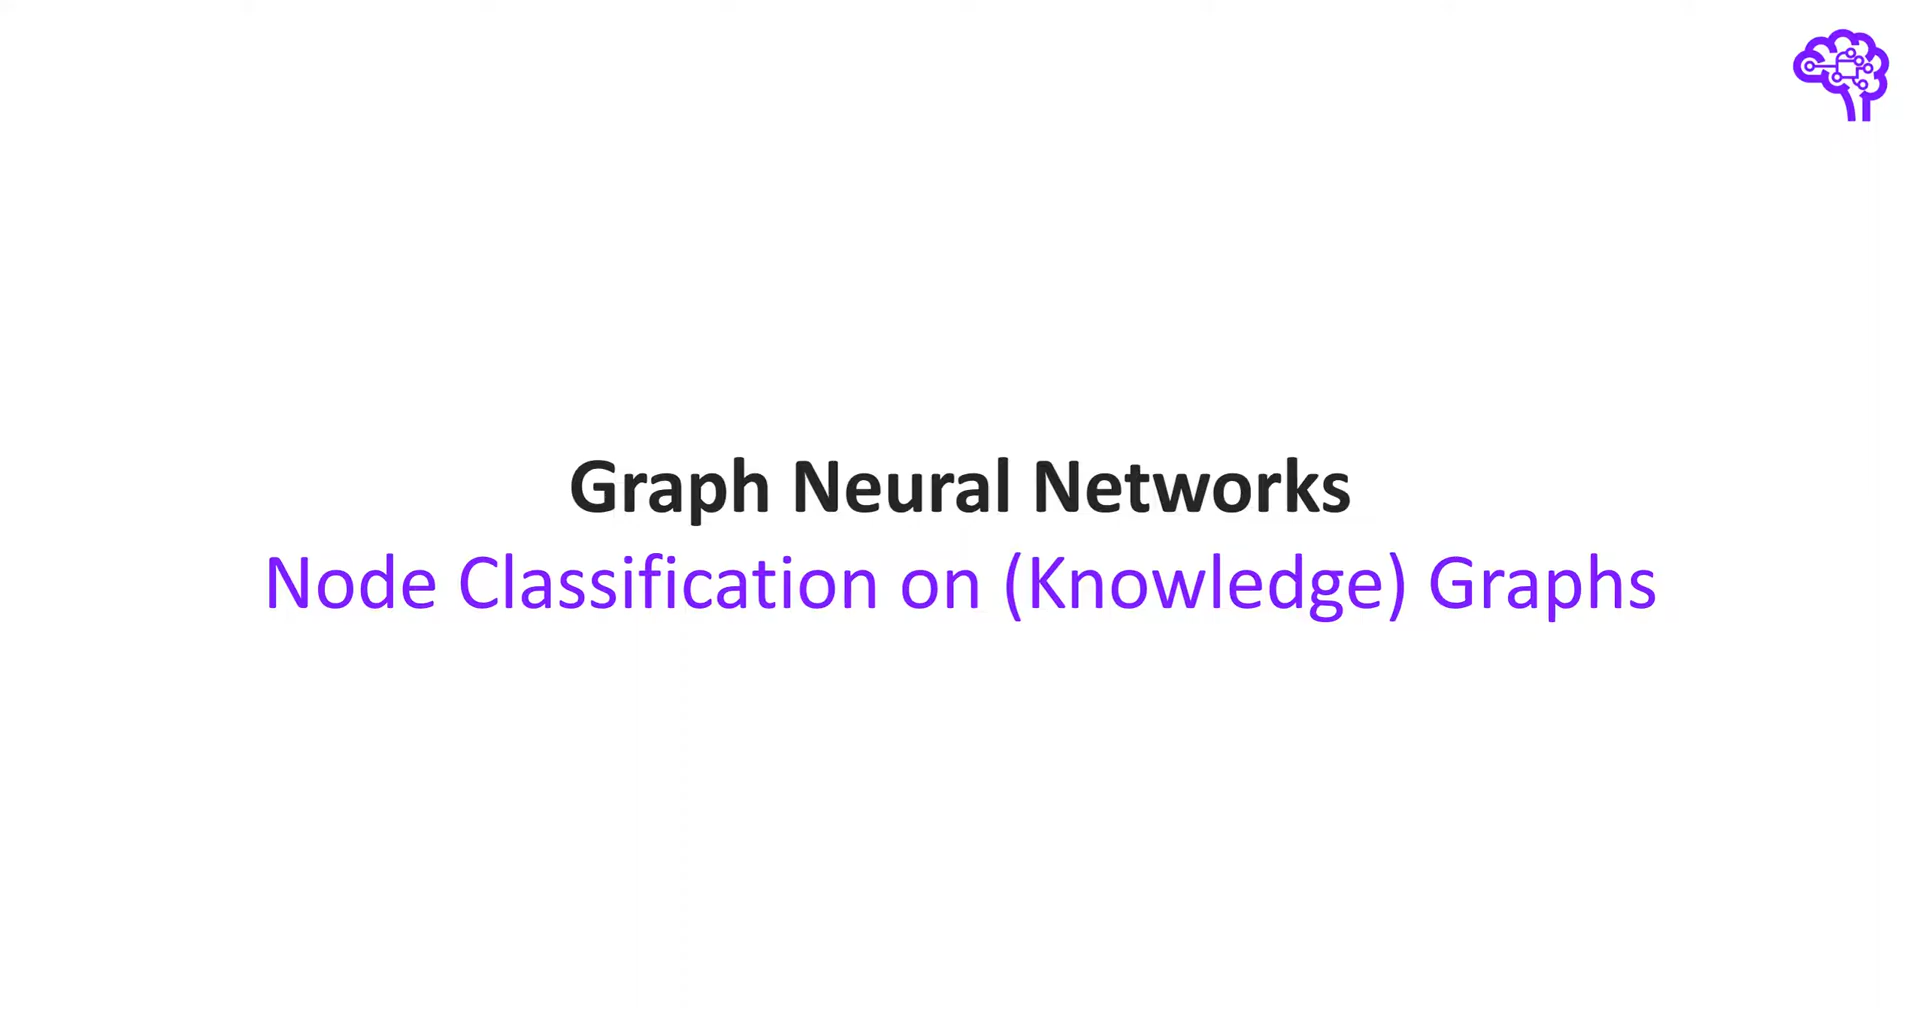 Graph Neural Networks
Node Classification on (Knowledge) Graphs